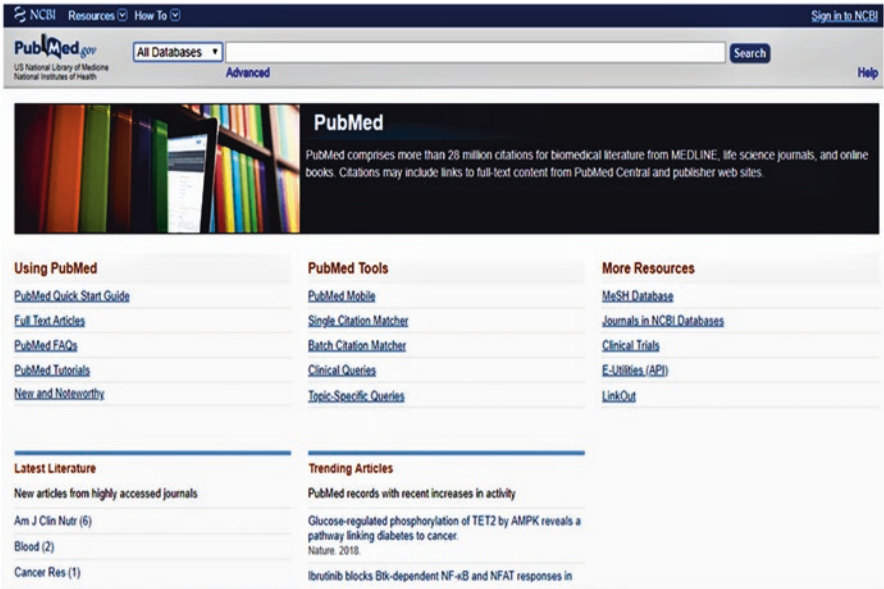 NCBI Resources How To Sign in to NCBI
PubMed.gov
US National Library of Medicine
National Institutes of Health
All Databases
Search
Advanced
Help
PubMed
PubMed comprises more than 28 million citations for biomedical literature from MEDLINE, life science journals, and online
books. Citations may include links to full-text content from PubMed Central and publisher web sites.
Using PubMed
PubMed Quick Start Guide
Full Text Articles
PubMed FAQs
PubMed Tutorials
New and Noteworthy
PubMed Tools
PubMed Mobile
Single Citation Matcher
Batch Citation Matcher
Clinical Queries
Topic-Specific Queries
More Resources
MeSH Database
Journals in NCBI Databases
Clinical Trials
E-Utilities (API)
LinkOut
Latest Literature
New articles from highly accessed journals
Am J Clin Nutr (6)
Blood (2)
Cancer Res (1)
Trending Articles
PubMed records with recent increases in activity
Glucose-regulated phosphorylation of TET2 by AMPK reveals a
pathway linking diabetes to cancer.
Nature. 2018.
Ibrutinib blocks Btk-dependent NF-κB and NFAT responses in